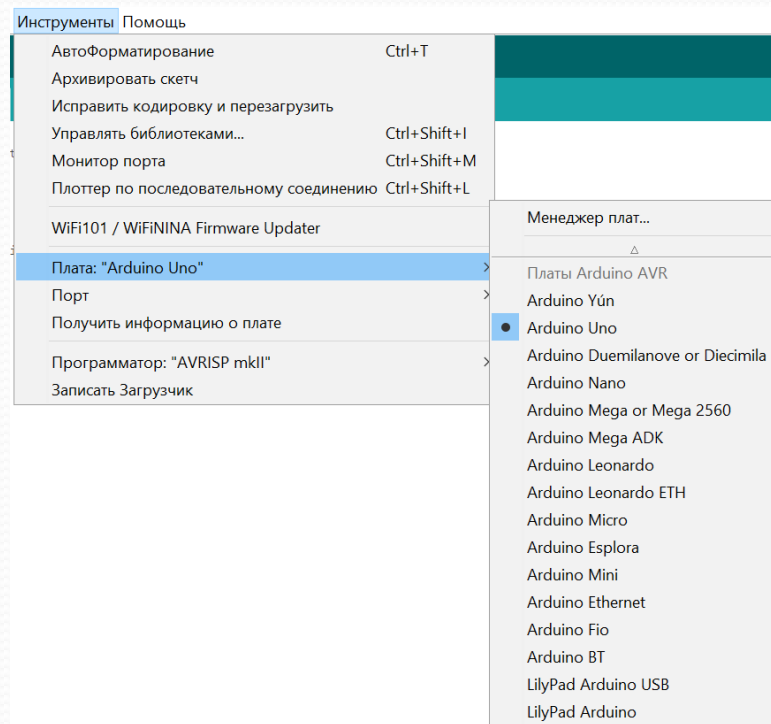 Инструменты Помощь
АвтоФорматирование Ctrl+T
Архивировать скетч
Исправить кодировку и перезагрузить
Управлять библиотеками... Ctrl+Shift+I
Монитор порта Ctrl+Shift+M
Плоттер по последовательному соединению Ctrl+Shift+L
WiFi101 / WiFiNINA Firmware Updater
Плата: "Arduino Uno"
Порт
Получить информацию о плате
Программатор: "AVRISP mkII"
Записать Загрузчик
Менеджер плат...
Платы Arduino AVR
Arduino Yún
Arduino Uno
Arduino Duemilanove or Diecimila
Arduino Nano
Arduino Mega or Mega 2560
Arduino Mega ADK
Arduino Leonardo
Arduino Leonardo ETH
Arduino Micro
Arduino Esplora
Arduino Mini
Arduino Ethernet
Arduino Fio
Arduino BT
LilyPad Arduino USB
LilyPad Arduino